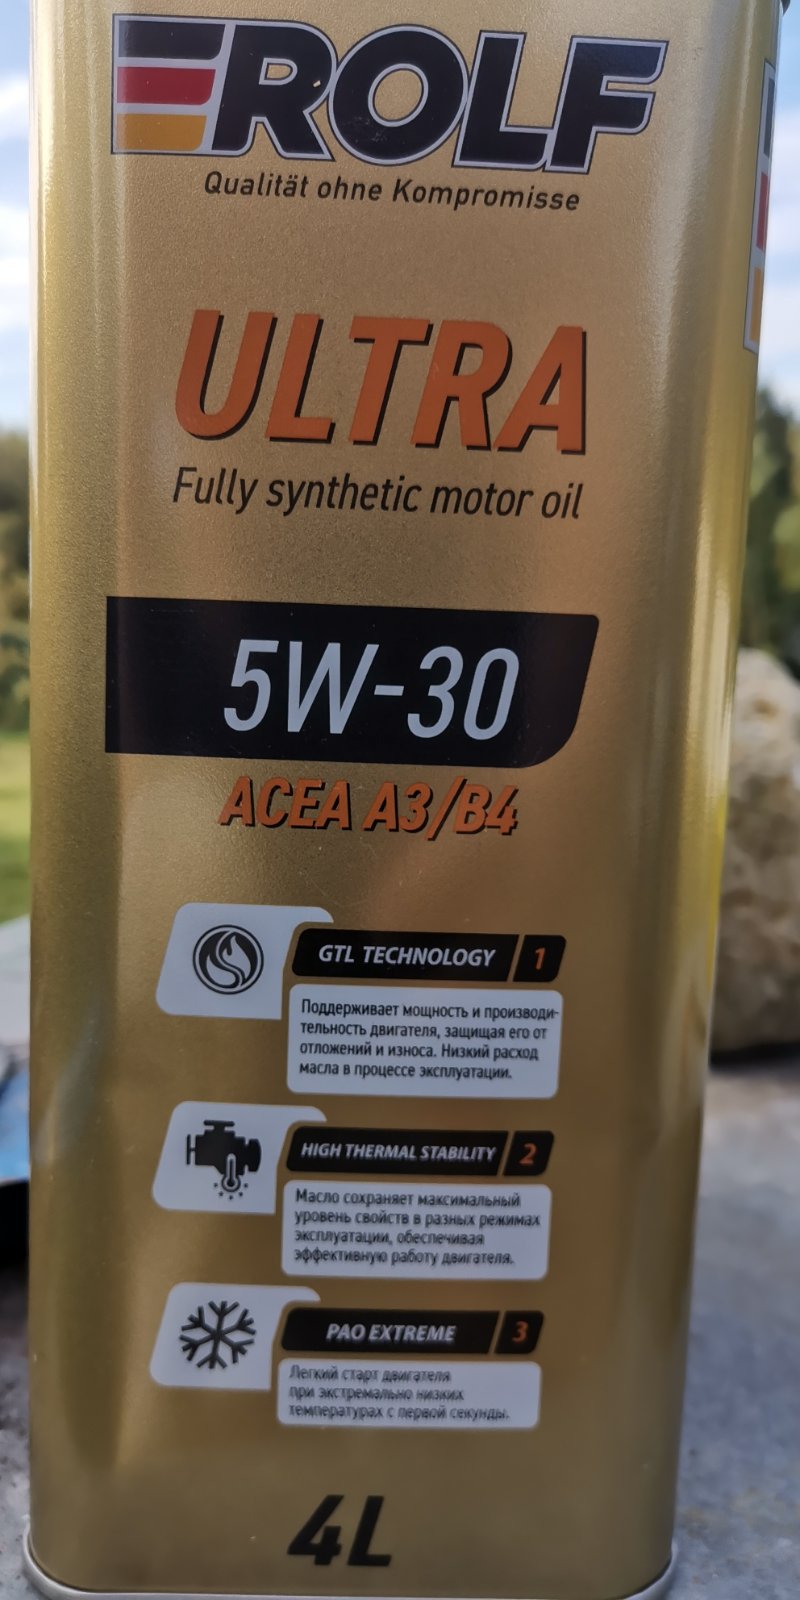 ROLF
Qualität ohne Kompromisse
ULTRA
Fully synthetic motor oil
5W-30
ACEA A3/B4
GTL TECHNOLOGY 1
Поддерживает мощность и производи-
тельность двигателя, защищая его от
отложений и износа. Низкий расход
масла в процессе эксплуатации.
HIGH THERMAL STABILITY 2
Масло сохраняет максимальный
уровень свойств в разных режимах
эксплуатации, обеспечивая
эффективную работу двигателя.
PAO EXTREME 3
Легкий старт двигателя
при экстремально низких
температурах с первой секунды.
4L